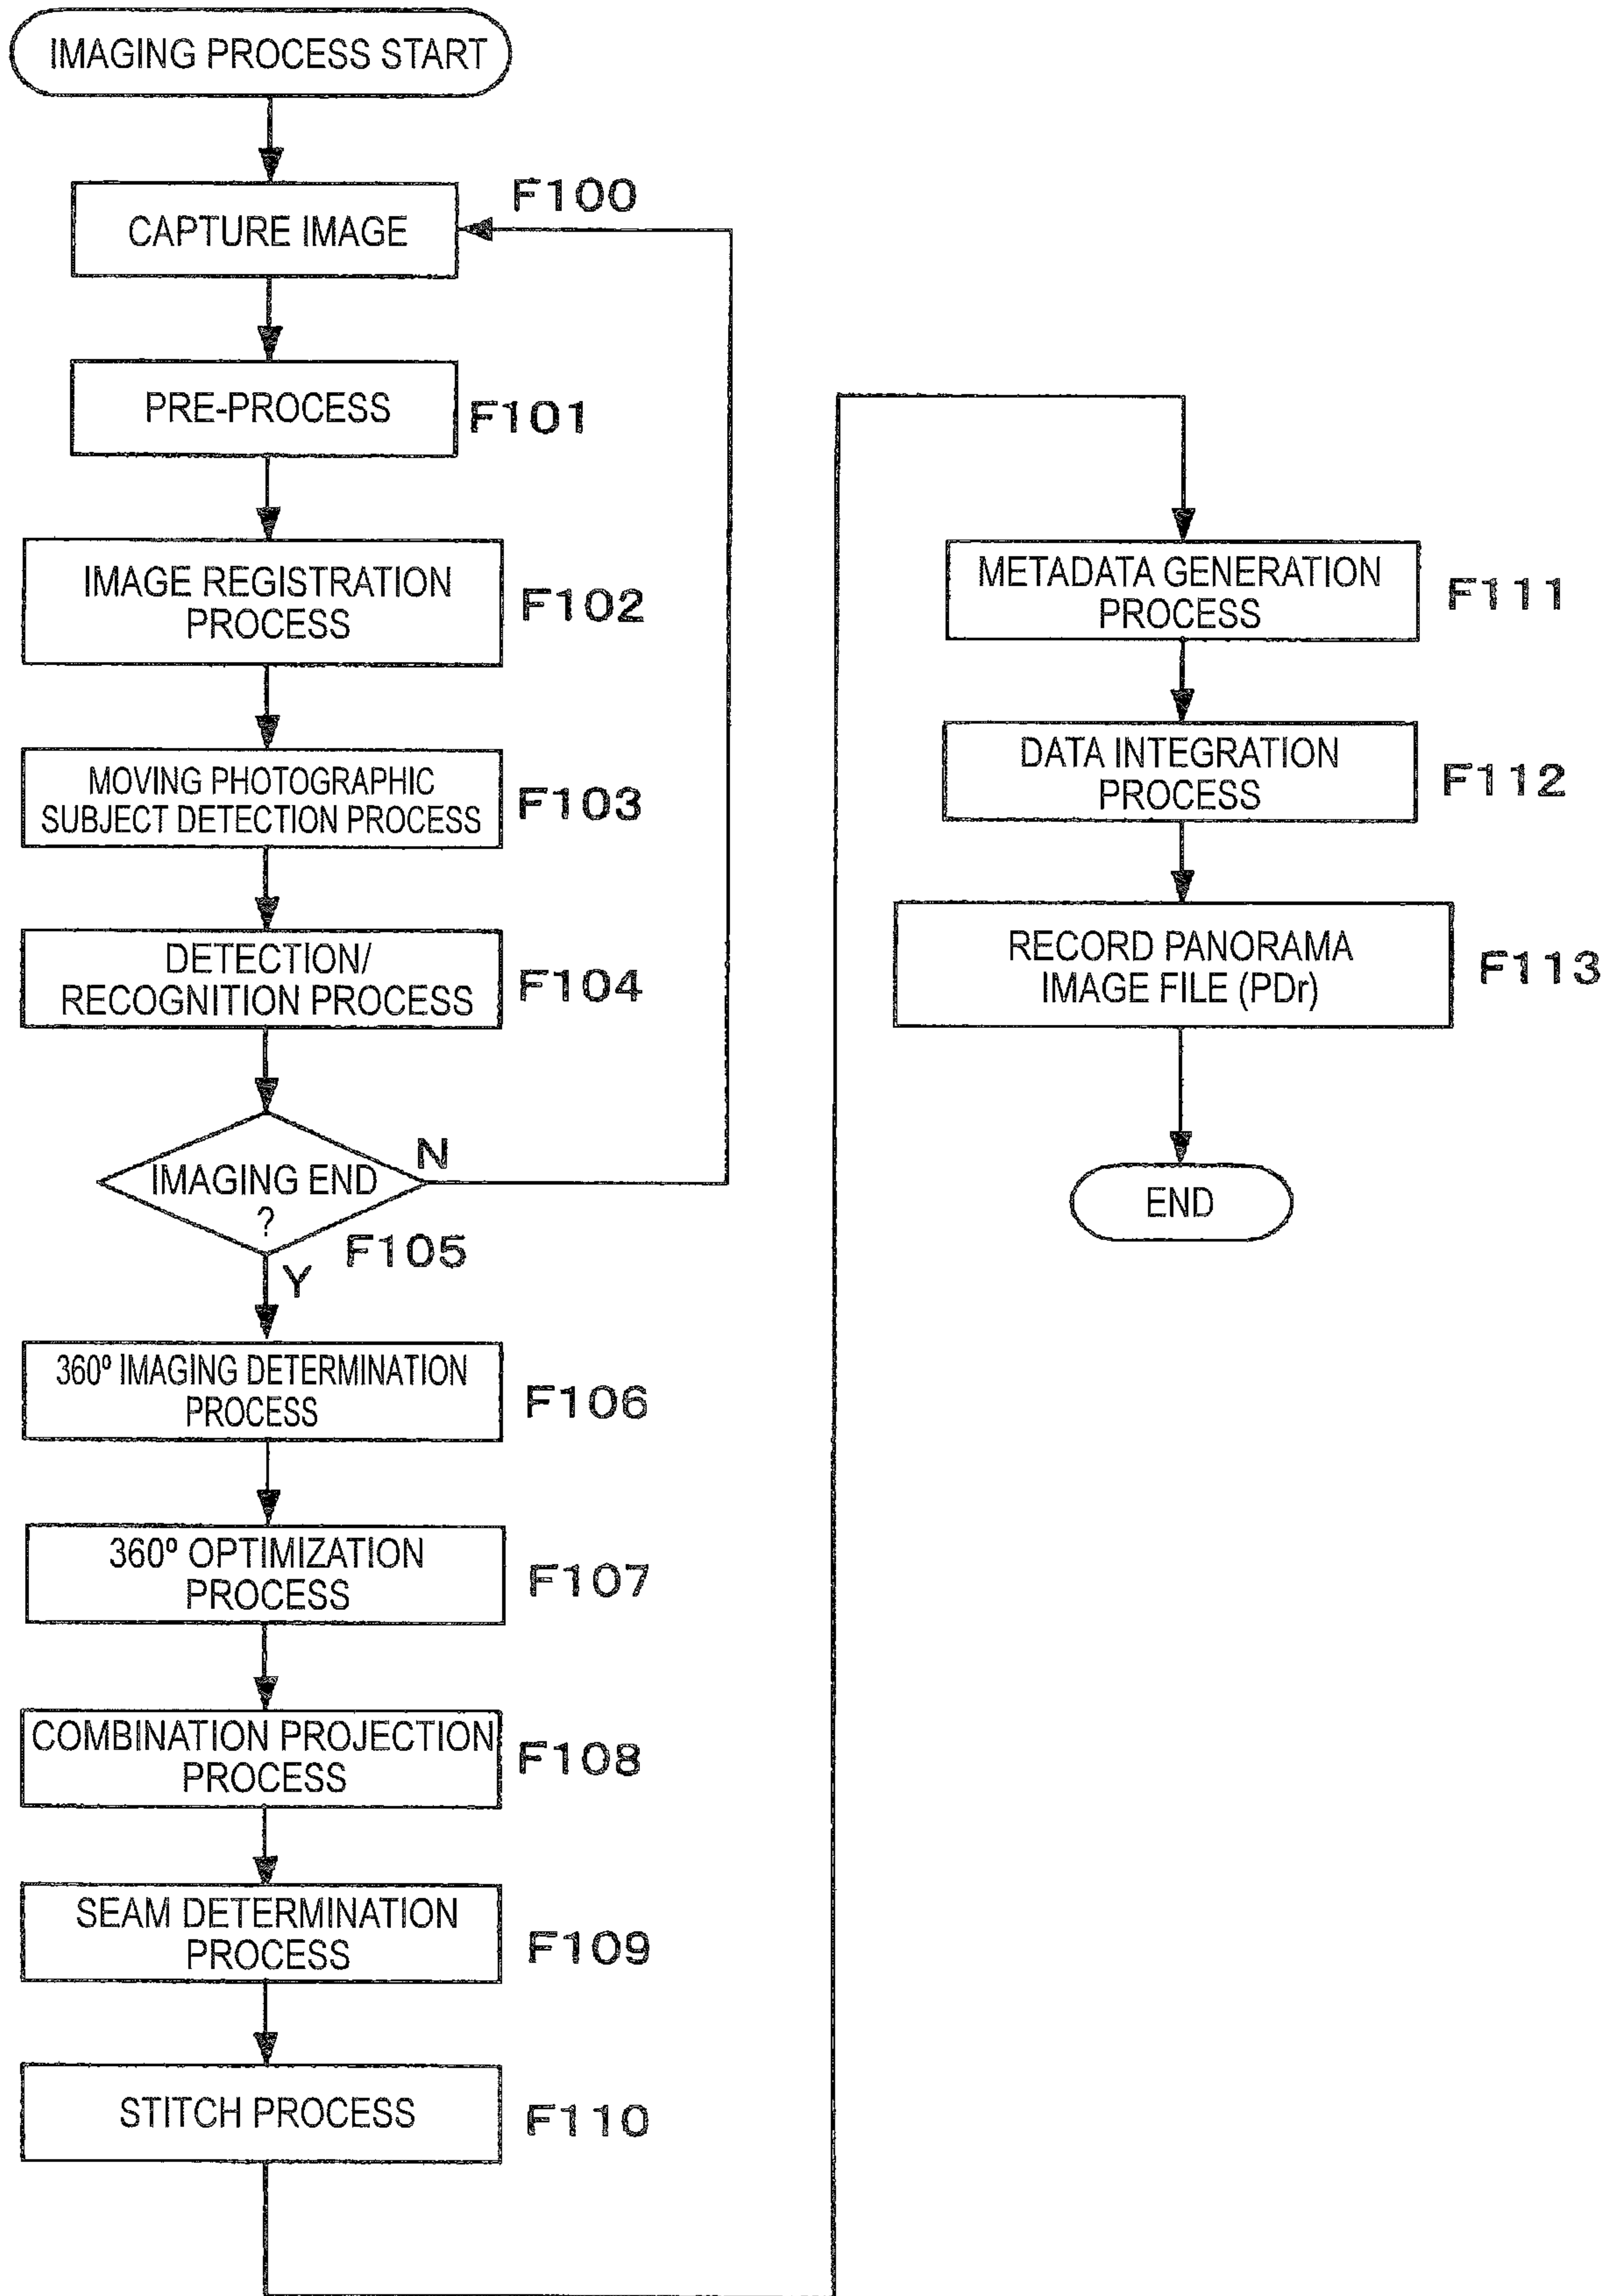 IMAGING PROCESS START
F100
CAPTURE IMAGE
PRE-PROCESS
F101
IMAGE REGISTRATION
PROCESS
F102
MOVING PHOTOGRAPHIC
SUBJECT DETECTION PROCESS
F103
DETECTION/
RECOGNITION PROCESS
F104
IMAGING END
?
N
F105
Y
360º IMAGING DETERMINATION
PROCESS
F106
360º OPTIMIZATION
PROCESS
F107
COMBINATION PROJECTION
PROCESS
F108
SEAM DETERMINATION
PROCESS
F109
STITCH PROCESS
F110
METADATA GENERATION
PROCESS
F111
DATA INTEGRATION
PROCESS
F112
RECORD PANORAMA
IMAGE FILE (PDr)
F113
END